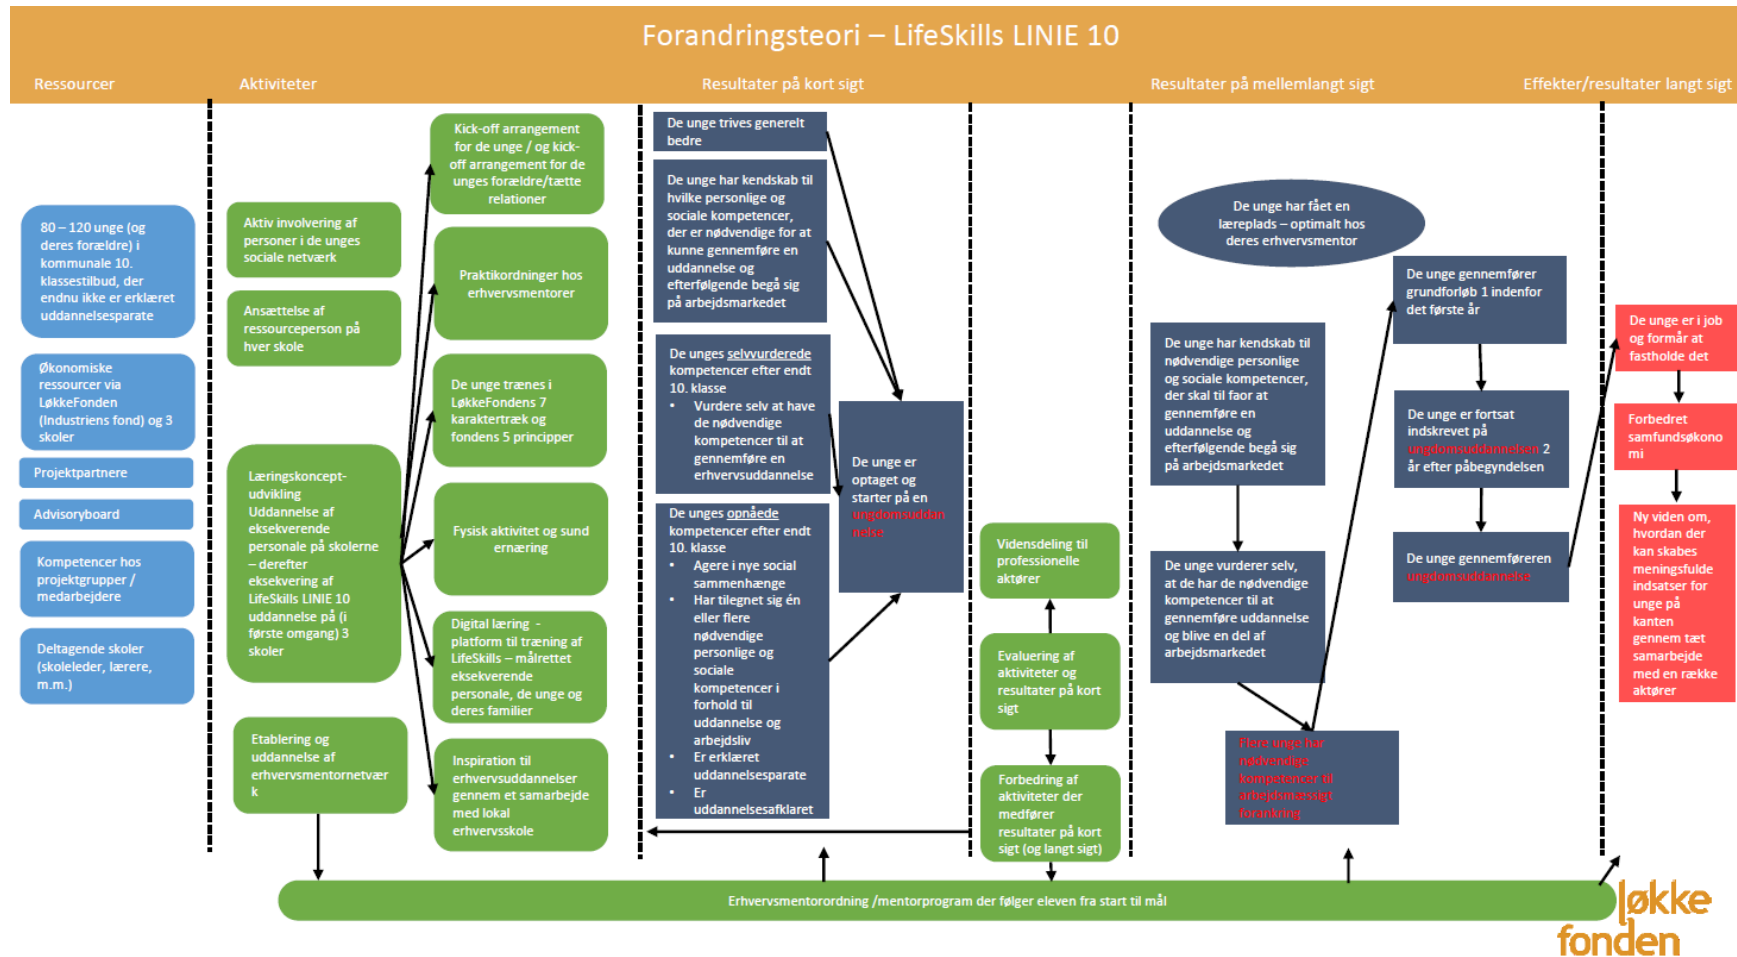 Forandringsteori – LifeSkills LINIE 10
Ressourcer
Aktiviteter
Resultater på kort sigt
Resultater på mellemlangt sigt
Effekter/resultater langt sigt
80 – 120 unge (og
deres forældre) i
kommunale 10.
klassestilbud, der
endnu ikke er erklæret
uddannelsesparate
Økonomiske
ressourcer via
LøkkeFonden
(Industriens fond) og 3
skoler
Projektpartnere
Advisoryboard
Kompetencer hos
projektgrupper /
medarbejdere
Deltagende skoler
(skoleleder, lærere,
m.m.)
Aktiv involvering af
personer i de unges
sociale netværk
Ansættelse af
ressourceperson på
hver skole
Læringskoncept-
udvikling
Uddannelse af
eksekverende
personale på skolerne
– derefter
eksekvering af
LifeSkills LINIE 10
uddannelse på (i
første omgang) 3
skoler
Etablering og
uddannelse af
erhvervsmentornetvær
k
Kick-off arrangement
for de unge / og kick-
off arrangement for de
unges forældre/tætte
relationer
Praktikordninger hos
erhvervsmentorer
De unge trænes i
LøkkeFondens 7
karaktertræk og
fondens 5 principper
Fysisk aktivitet og sund
ernæring
Digital læring -
platform til træning af
LifeSkills – målrettet
eksekverende
personale, de unge og
deres familier
Inspiration til
erhvervsuddannelser
gennem et samarbejde
med lokal
erhvervsskole
De unge trives generelt
bedre
De unge har kendskab til
hvilke personlige og
sociale kompetencer,
der er nødvendige for at
kunne gennemføre en
uddannelse og
efterfølgende begå sig
på arbejdsmarkedet
De unges selvvurderede
kompetencer efter endt
10. klasse
• Vurdere selv at have
de nødvendige
kompetencer til at
gennemføre en
erhvervsuddannelse
De unges opnåede
kompetencer efter endt
10. klasse
• Agere i nye social
sammenhænge
• Har tilegnet sig én
eller flere
nødvendige
personlige og
sociale
kompetencer i
forhold til
uddannelse og
arbejdsliv
• Er erklæret
uddannelsesparate
• Er
uddannelsesafklaret
De unge er
optaget og
starter på en
ungdomsuddan
nelse
Vidensdeling til
professionelle
aktører
Evaluering af
aktiviteter og
resultater på kort
sigt
Forbedring af
aktiviteter der
medfører
resultater på kort
sigt (og langt sigt)
De unge har fået en
læreplads – optimalt hos
deres erhvervsmentor
De unge har kendskab til
nødvendige personlige
og sociale kompetencer,
der skal til faor at
gennemføre en
uddannelse og
efterfølgende begå sig
på arbejdsmarkedet
De unge vurderer selv,
at de har de nødvendige
kompetencer til at
gennemføre uddannelse
og blive en del af
arbejdsmarkedet
Flere unge har
nødvendige
kompetencer til
arbejdsmæssigt
forankring
De unge gennemfører
grundforløb 1 indenfor
det første år
De unge er fortsat
indskrevet på
ungdomsuddannelsen 2
år efter påbegyndelsen
De unge gennemføreren
ungdomsuddannelse
De unge er i job
og formår at
fastholde det
Forbedret
samfundsøkono
mi
Ny viden om,
hvordan der
kan skabes
meningsfulde
indsatser for
unge på
kanten
gennem tæt
samarbejde
med en række
aktører
Erhvervsmentorordning /mentorprogram der følger eleven fra start til mål
løkke
fonden